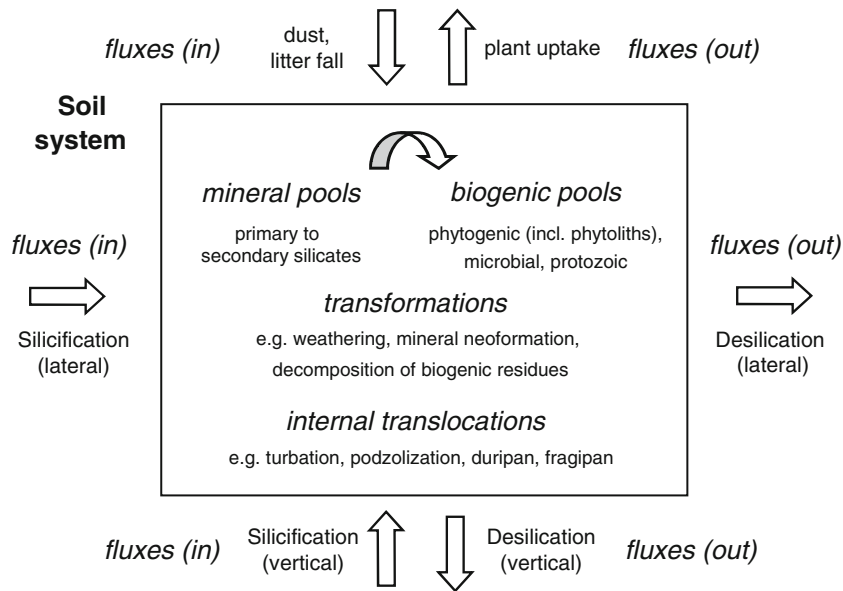 fluxes (in)
dust,
litter fall
plant uptake
fluxes (out)
Soil
system
mineral pools
biogenic pools
primary to
secondary silicates
phytogenic (incl. phytoliths),
microbial, protozoic
fluxes (in)
Silicification
(lateral)
fluxes (out)
Desilication
(lateral)
transformations
e.g. weathering, mineral neoformation,
decomposition of biogenic residues
internal translocations
e.g. turbation, podzolization, duripan, fragipan
fluxes (in)
Silicification
(vertical)
Desilication
(vertical)
fluxes (out)